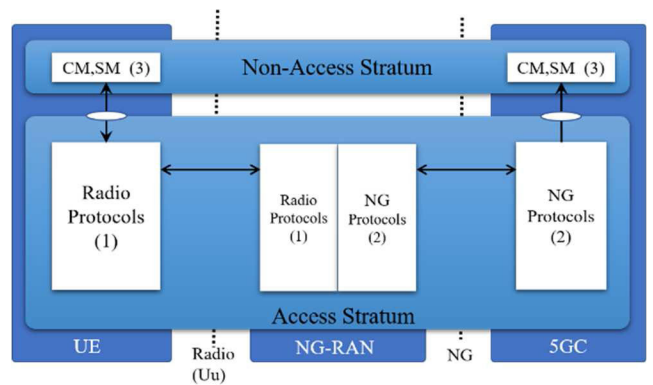 CM,SM (3)
Non-Access Stratum
CM,SM (3)
Radio
Protocols
(1)
Radio
Protocols
(1)
NG
Protocols
(2)
NG
Protocols
(2)
Access Stratum
UE
Radio
(Uu)
NG-RAN
NG
5GC